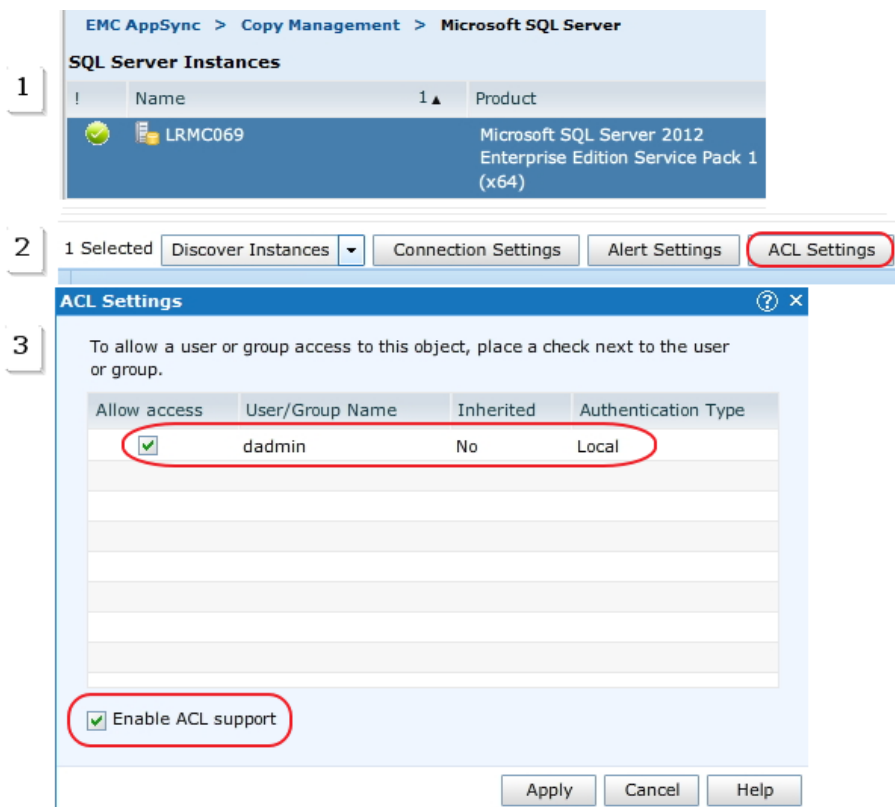 EMC AppSync > Copy Management > Microsoft SQL Server
SQL Server Instances
1
! Name 1▲ Product
LRMC069 Microsoft SQL Server 2012
Enterprise Edition Service Pack 1
(x64)
2
1 Selected Discover Instances Connection Settings Alert Settings ACL Settings
ACL Settings
3
To allow a user or group access to this object, place a check next to the user
or group.
Allow access User/Group Name Inherited Authentication Type
dadmin No Local
Enable ACL support
Apply Cancel Help